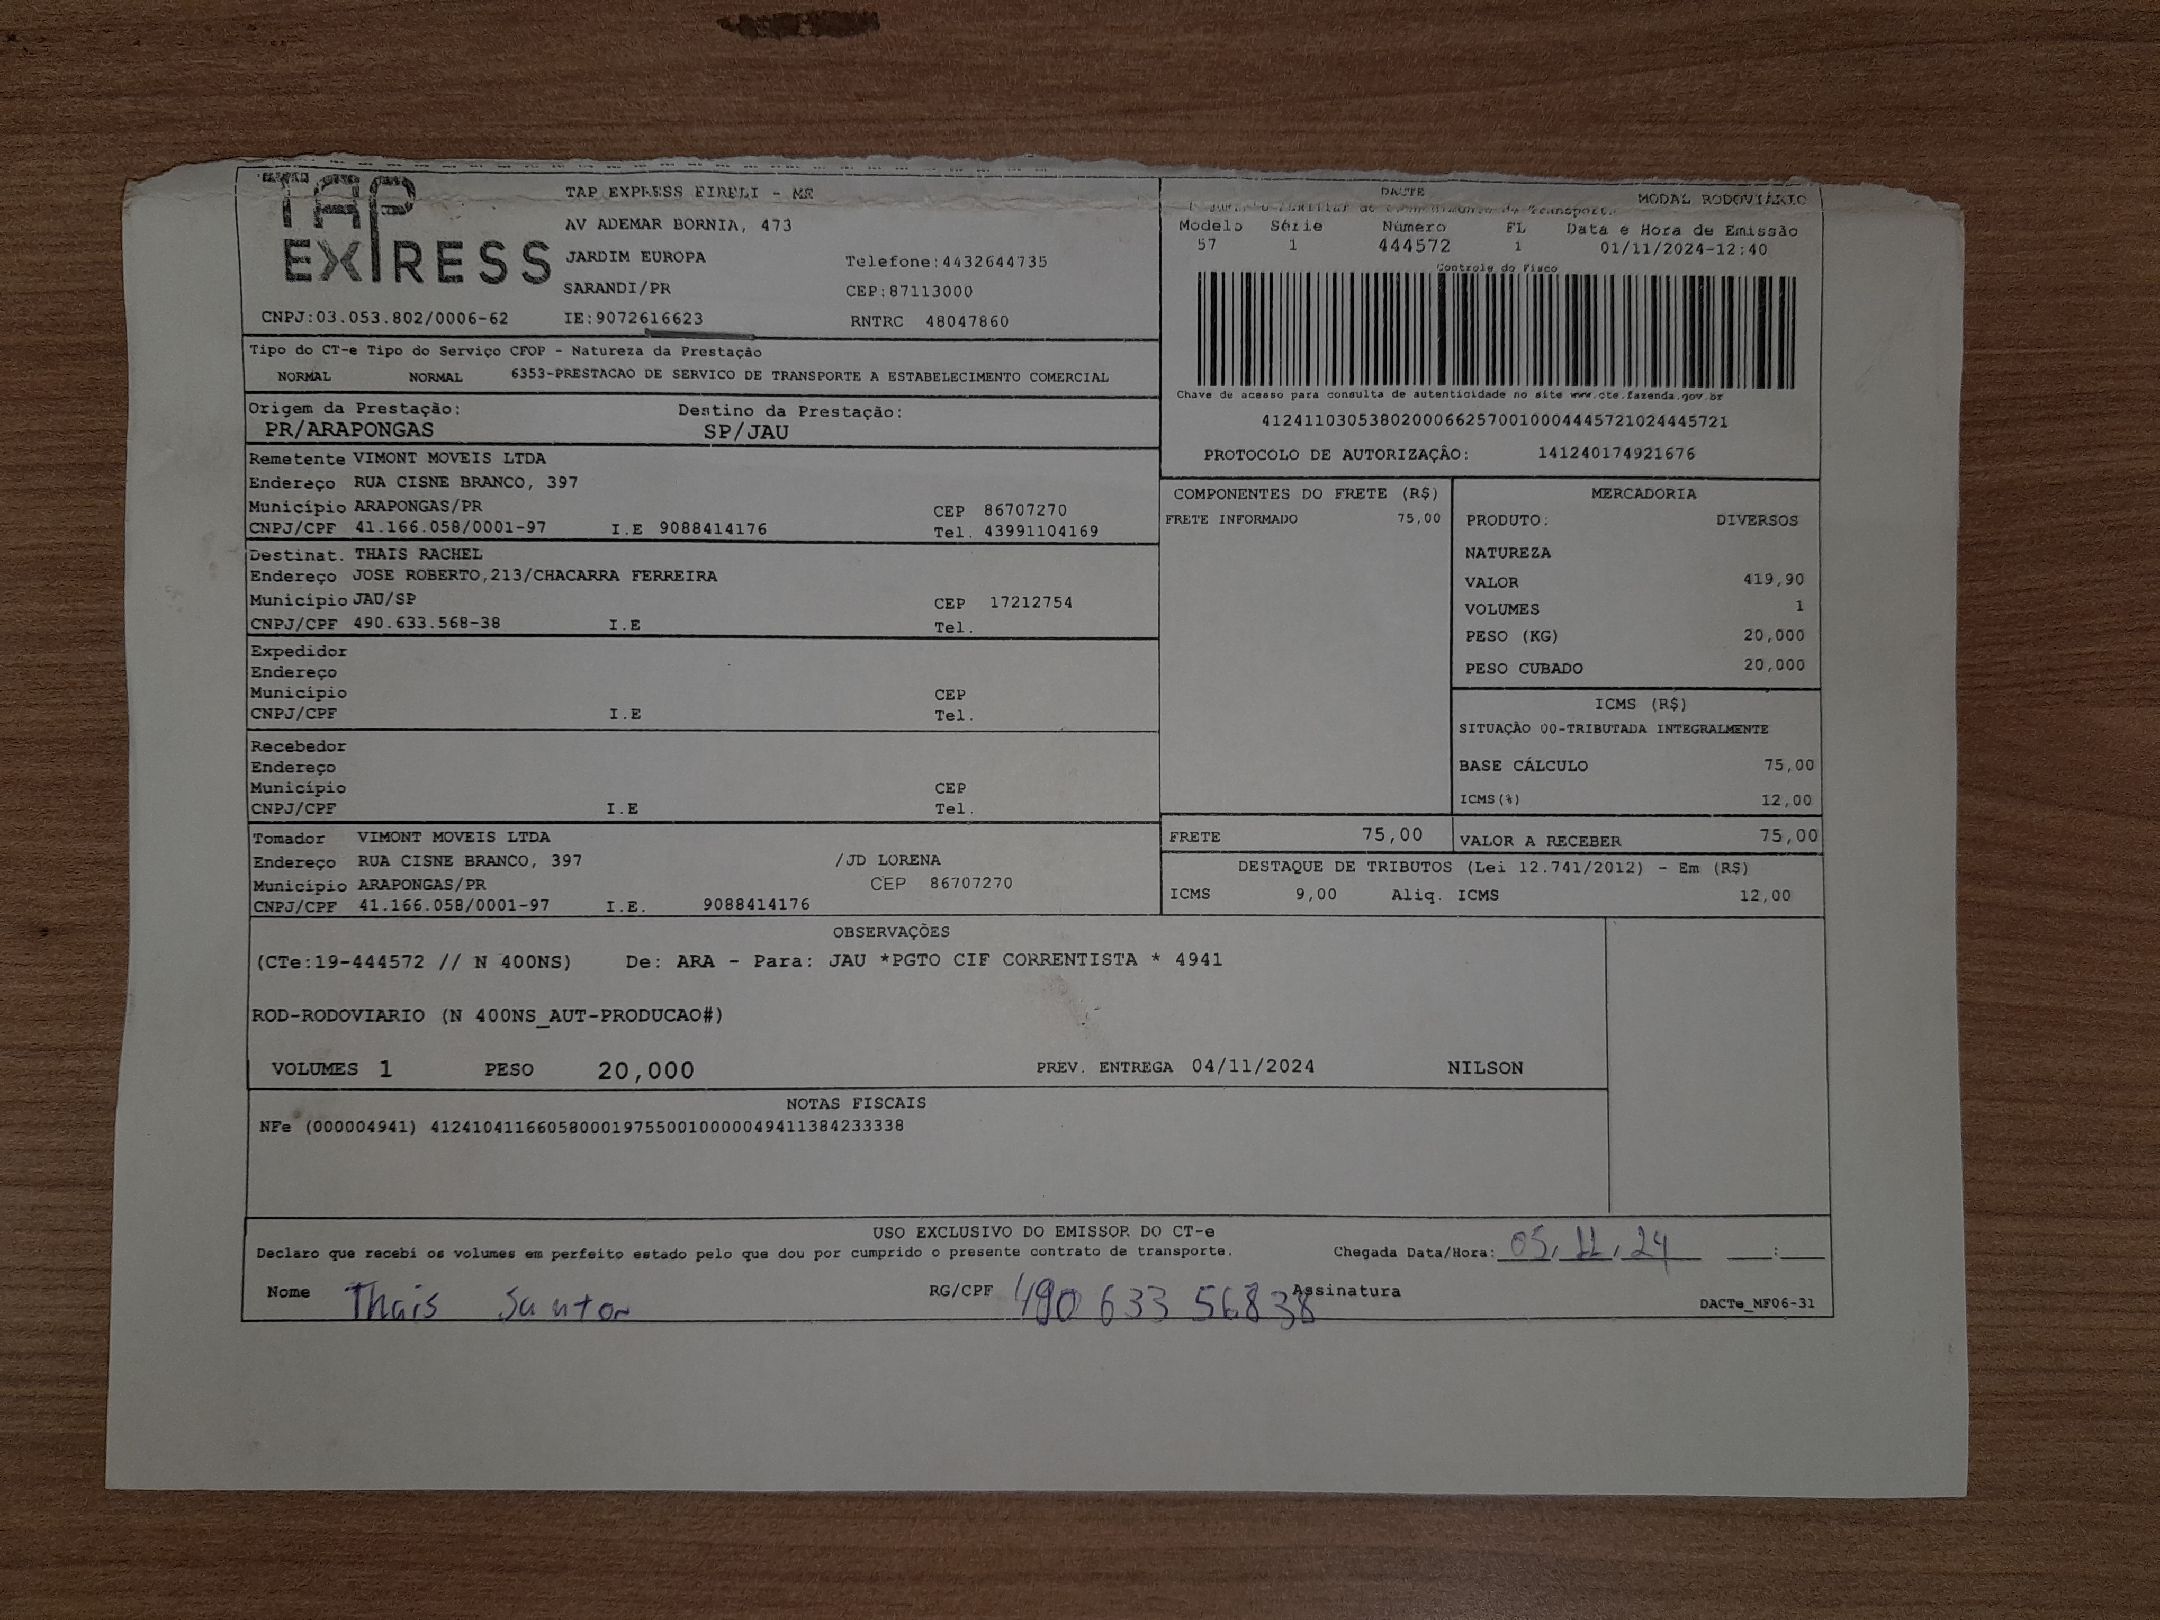 TAP
EXPRESS
TAP EXPRESS EIRELI - ME
AV ADEMAR BORNIA, 473
JARDIM EUROPA
Telefone:4432644735
SARANDI/PR
CEP:87113000
CNPJ:03.053.802/0006-62 IE:9072616623 RNTRC 48047860
DACTE MODAL RODOVIÁRIO
Modelo Série Número FL Data e Hora de Emissão
57 1 444572 1 01/11/2024-12:40
Controle do Fisco
Chave de acesso para consulta de autenticidade no site www.cte.fazenda.gov.br
41241103053802000662570010004445721024445721
PROTOCOLO DE AUTORIZAÇÂO: 141240174921676
Tipo do CT-e Tipo do Serviço CFOP - Natureza da Prestação
NORMAL NORMAL 6353-PRESTACAO DE SERVICO DE TRANSPORTE A ESTABELECIMENTO COMERCIAL
Origem da Prestação: Destino da Prestação:
PR/ARAPONGAS SP/JAU
Remetente VIMONT MOVEIS LTDA
Endereço RUA CISNE BRANCO, 397
Município ARAPONGAS/PR CEP 86707270
CNPJ/CPF 41.166.058/0001-97 I.E 9088414176 Tel. 43991104169
Destinat. THAIS RACHEL
Endereço JOSE ROBERTO,213/CHACARRA FERREIRA
Município JAU/SP CEP 17212754
CNPJ/CPF 490.633.568-38 I.E Tel.
Expedidor
Endereço
Município CEP
CNPJ/CPF I.E Tel.
Recebedor
Endereço
Município CEP
CNPJ/CPF I.E Tel.
Tomador VIMONT MOVEIS LTDA
Endereço RUA CISNE BRANCO, 397 /JD LORENA
Município ARAPONGAS/PR CEP 86707270
CNPJ/CPF 41.166.058/0001-97 I.E. 9088414176
COMPONENTES DO FRETE (R$)
FRETE INFORMADO 75,00
MERCADORIA
PRODUTO: DIVERSOS
NATUREZA
VALOR 419,90
VOLUMES 1
PESO (KG) 20,000
PESO CUBADO 20,000
ICMS (R$)
SITUAÇÃO 00-TRIBUTADA INTEGRALMENTE
BASE CÁLCULO 75,00
ICMS(%) 12,00
FRETE 75,00 VALOR A RECEBER 75,00
DESTAQUE DE TRIBUTOS (Lei 12.741/2012) - Em (R$)
ICMS 9,00 Aliq. ICMS 12,00
OBSERVAÇÕES
(CTe:19-444572 // N 400NS) De: ARA - Para: JAU *PGTO CIF CORRENTISTA * 4941
ROD-RODOVIARIO (N 400NS_AUT-PRODUCAO#)
VOLUMES 1 PESO 20,000 PREV. ENTREGA 04/11/2024 NILSON
NOTAS FISCAIS
NFe (000004941) 41241041166058000197550010000049411384233338
USO EXCLUSIVO DO EMISSOR DO CT-e
Declaro que recebi os volumes em perfeito estado pelo que dou por cumprido o presente contrato de transporte. Chegada Data/Hora: 05, 11, 24 __:__
Nome Thais Santos RG/CPF 490 633 56838 Assinatura
DACTe_MF06-31